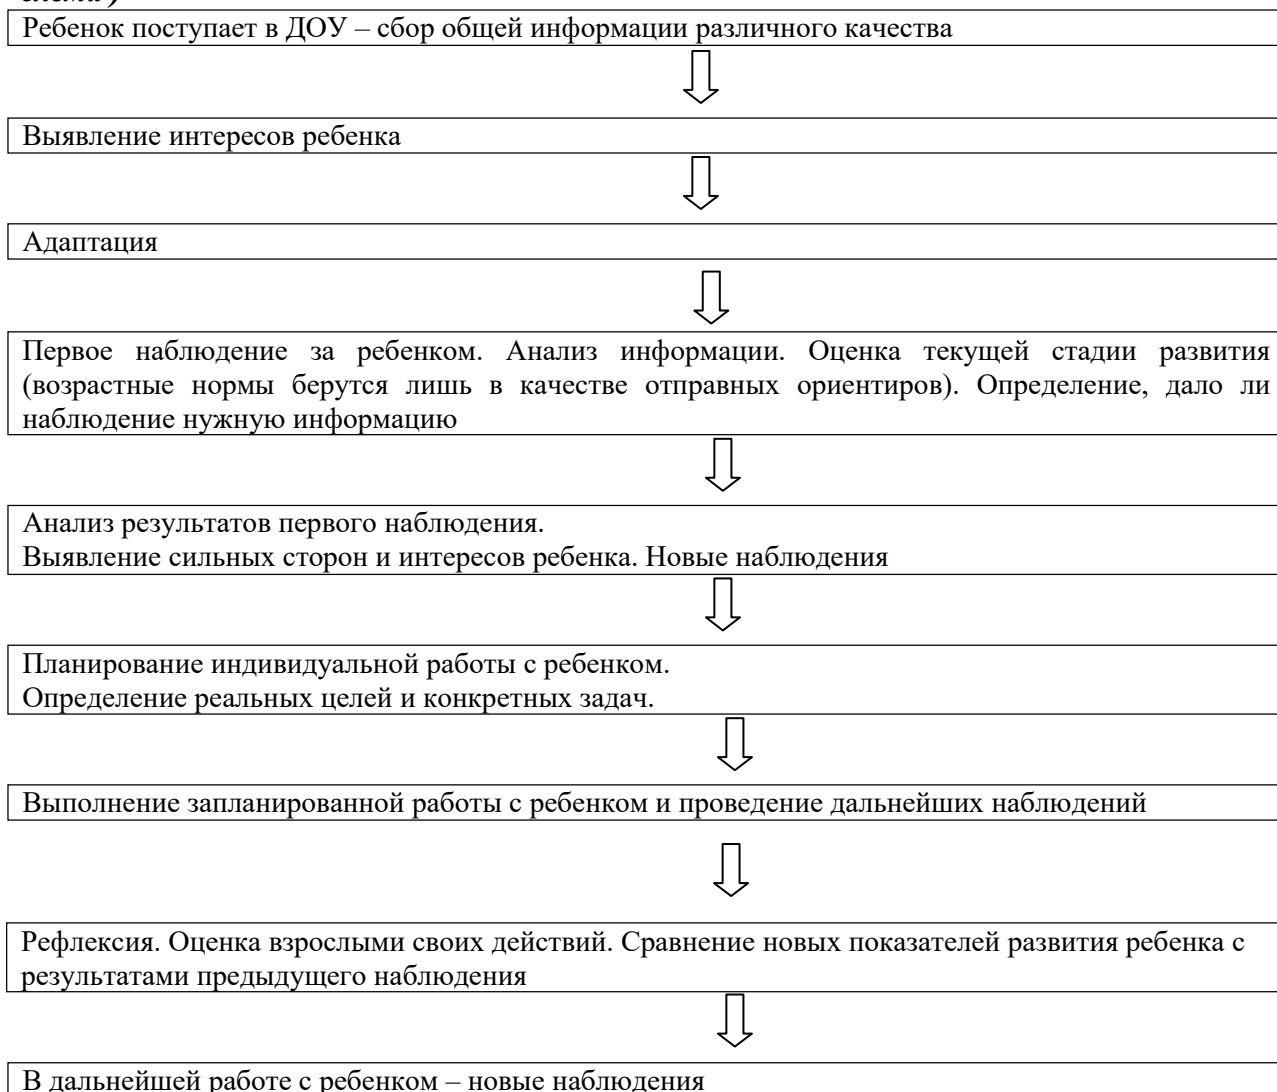 Ребенок поступает в ДОУ – сбор общей информации различного качества
Выявление интересов ребенка
Адаптация
Первое наблюдение за ребенком. Анализ информации. Оценка текущей стадии развития
(возрастные нормы берутся лишь в качестве отправных ориентиров). Определение, дало ли
наблюдение нужную информацию
Анализ результатов первого наблюдения.
Выявление сильных сторон и интересов ребенка. Новые наблюдения
Планирование индивидуальной работы с ребенком.
Определение реальных целей и конкретных задач.
Выполнение запланированной работы с ребенком и проведение дальнейших наблюдений
Рефлексия. Оценка взрослыми своих действий. Сравнение новых показателей развития ребенка с
результатами предыдущего наблюдения
В дальнейшей работе с ребенком – новые наблюдения